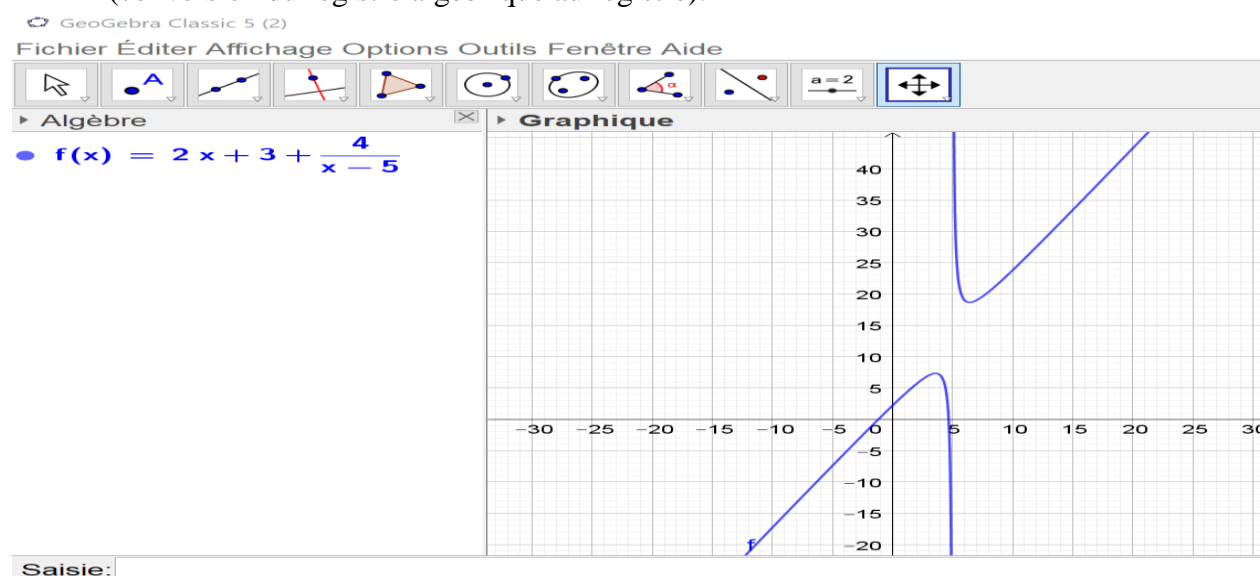 GeoGebra Classic 5 (2)
Fichier Éditer Affichage Options Outils Fenêtre Aide
A
α
a = 2
Algèbre
Graphique
f(x) = 2 x + 3 + 4/(x − 5)
40
35
30
25
20
15
10
5
−30 −25 −20 −15 −10 −5 0 5 10 15 20 25 30
−5
−10
−15
−20
f
Saisie: